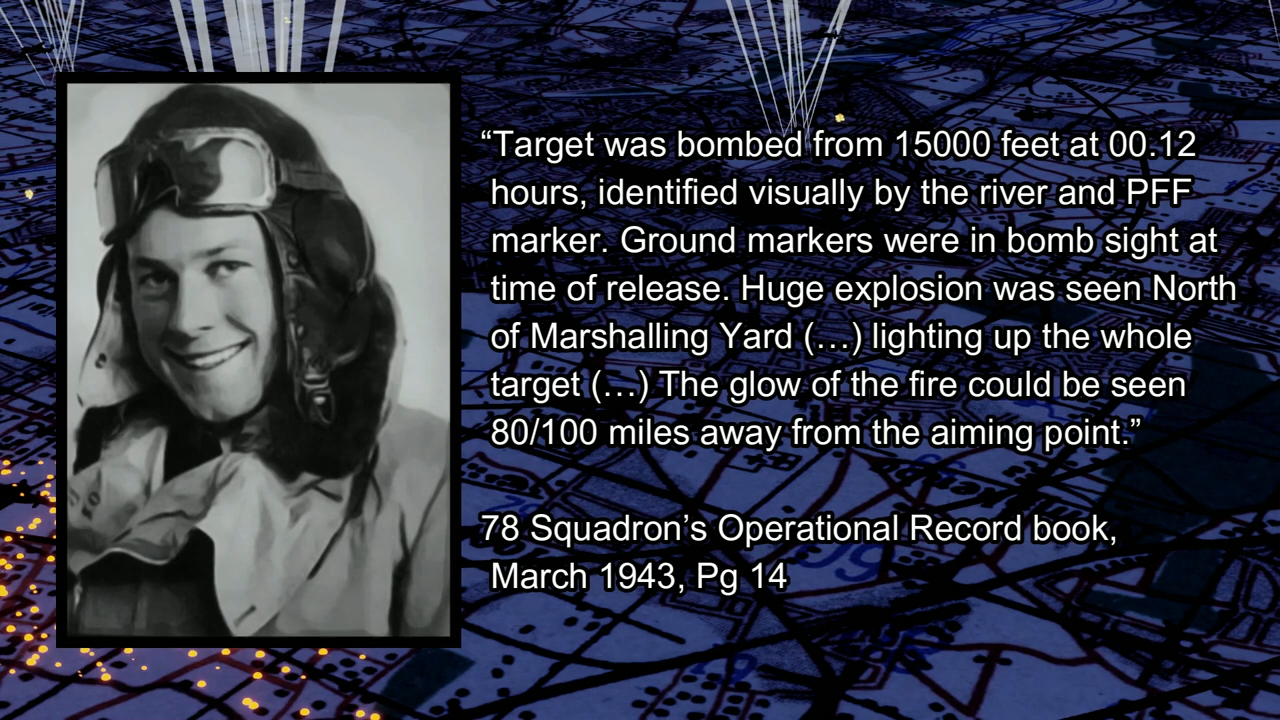 “Target was bombed from 15000 feet at 00.12
hours, identified visually by the river and PFF
marker. Ground markers were in bomb sight at
time of release. Huge explosion was seen North
of Marshalling Yard (…) lighting up the whole
target (…) The glow of the fire could be seen
80/100 miles away from the aiming point.”
78 Squadron’s Operational Record book,
March 1943, Pg 14